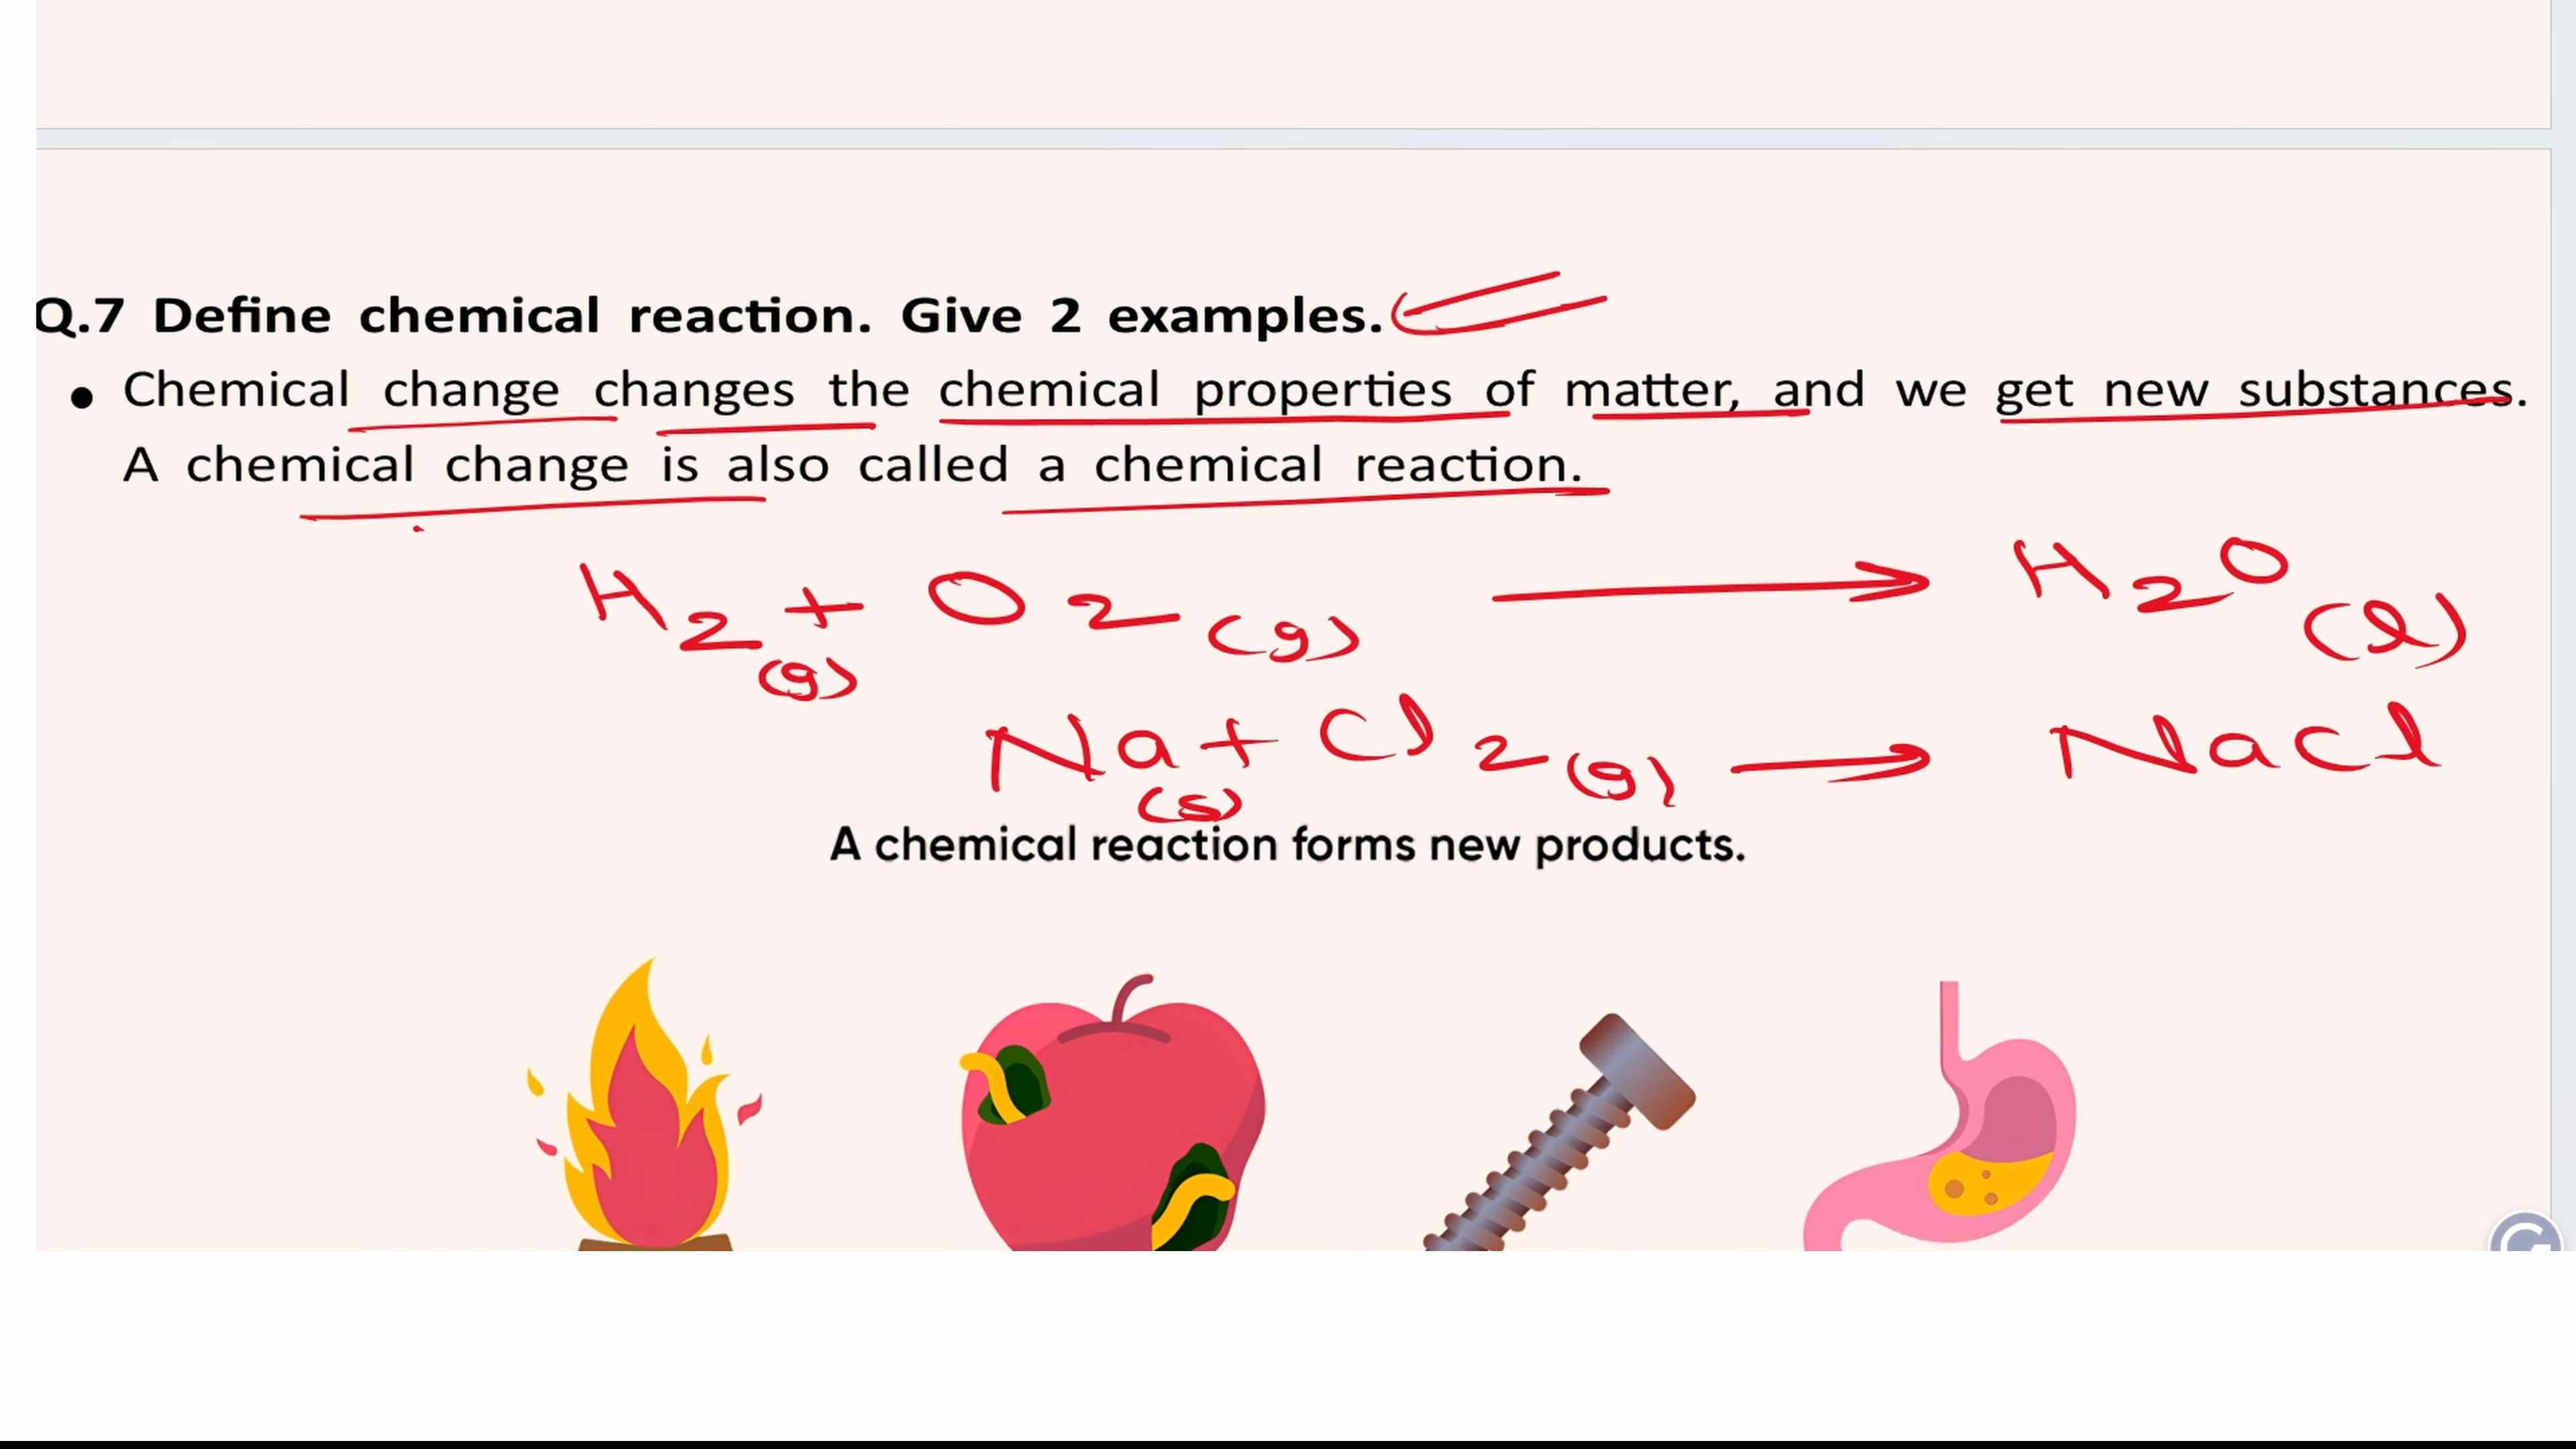 Q.7 Define chemical reaction. Give 2 examples.
• Chemical change changes the chemical properties of matter, and we get new substances.
A chemical change is also called a chemical reaction.
H2(g) + O2(g) → H2O(l)
Na(s) + Cl2(g) → NaCl
A chemical reaction forms new products.